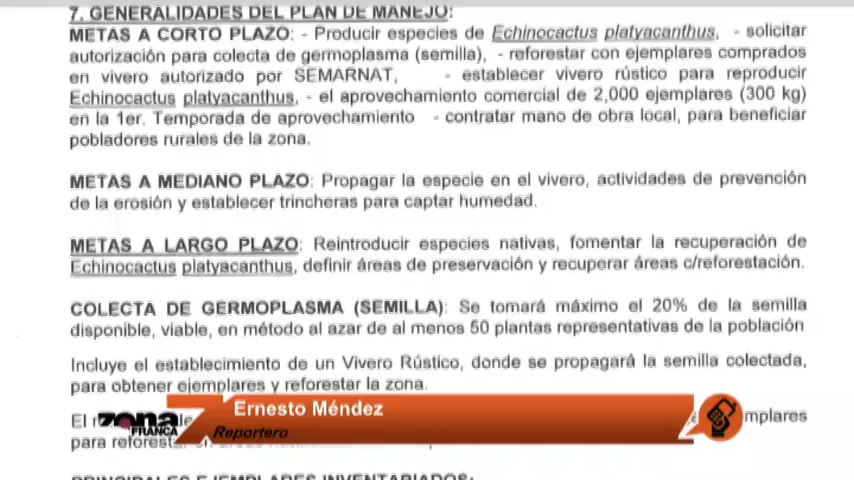 7. GENERALIDADES DEL PLAN DE MANEJO:
METAS A CORTO PLAZO: - Producir especies de Echinocactus platyacanthus, - solicitar
autorización para colecta de germoplasma (semilla), - reforestar con ejemplares comprados
en vivero autorizado por SEMARNAT, - establecer vivero rústico para reproducir
Echinocactus platyacanthus, - el aprovechamiento comercial de 2,000 ejemplares (300 kg)
en la 1er. Temporada de aprovechamiento - contratar mano de obra local, para beneficiar
pobladores rurales de la zona.
METAS A MEDIANO PLAZO: Propagar la especie en el vivero, actividades de prevención
de la erosión y establecer trincheras para captar humedad.
METAS A LARGO PLAZO: Reintroducir especies nativas, fomentar la recuperación de
Echinocactus platyacanthus, definir áreas de preservación y recuperar áreas c/reforestación.
COLECTA DE GERMOPLASMA (SEMILLA): Se tomará máximo el 20% de la semilla
disponible, viable, en método al azar de al menos 50 plantas representativas de la población
Incluye el establecimiento de un Vivero Rústico, donde se propagará la semilla colectada,
para obtener ejemplares y reforestar la zona.
El
para
zona FRANCA
Ernesto Méndez
Reportero
PRINCIPALES EJEMPLARES INVENTARIADOS: